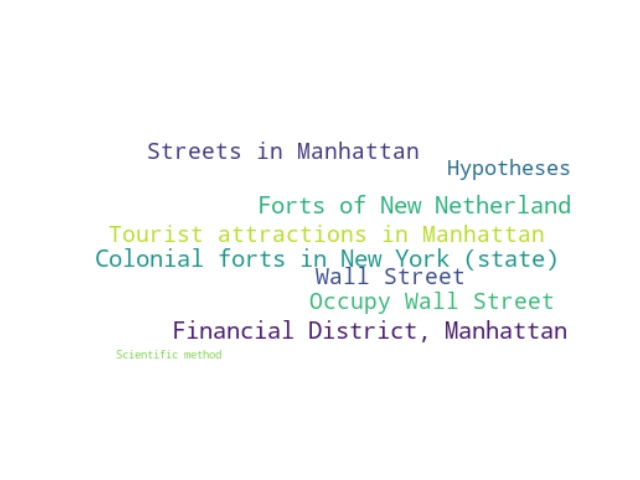 Streets in Manhattan
Hypotheses
Forts of New Netherland
Tourist attractions in Manhattan
Colonial forts in New York (state)
Wall Street
Occupy Wall Street
Financial District, Manhattan
Scientific method